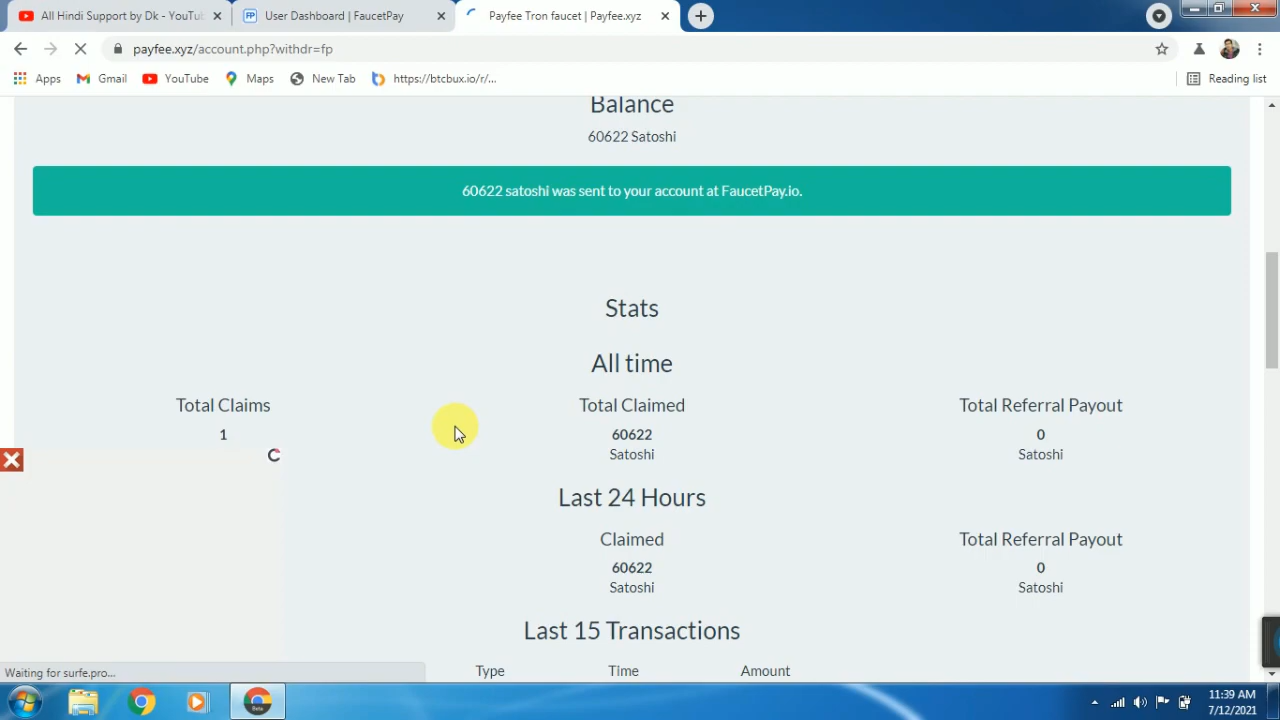 All Hindi Support by Dk - YouTu
User Dashboard | FaucetPay
Payfee Tron faucet | Payfee.xyz
payfee.xyz/account.php?withdr=fp
Apps
Gmail
YouTube
Maps
New Tab
https://btcbux.io/r/...
Reading list
Balance
60622 Satoshi
60622 satoshi was sent to your account at FaucetPay.io.
Stats
All time
Total Claims
Total Claimed
Total Referral Payout
1
60622
0
Satoshi
Satoshi
Last 24 Hours
Claimed
Total Referral Payout
60622
0
Satoshi
Satoshi
Last 15 Transactions
Type
Time
Amount
Waiting for surfe.pro...
11:39 AM
7/12/2021